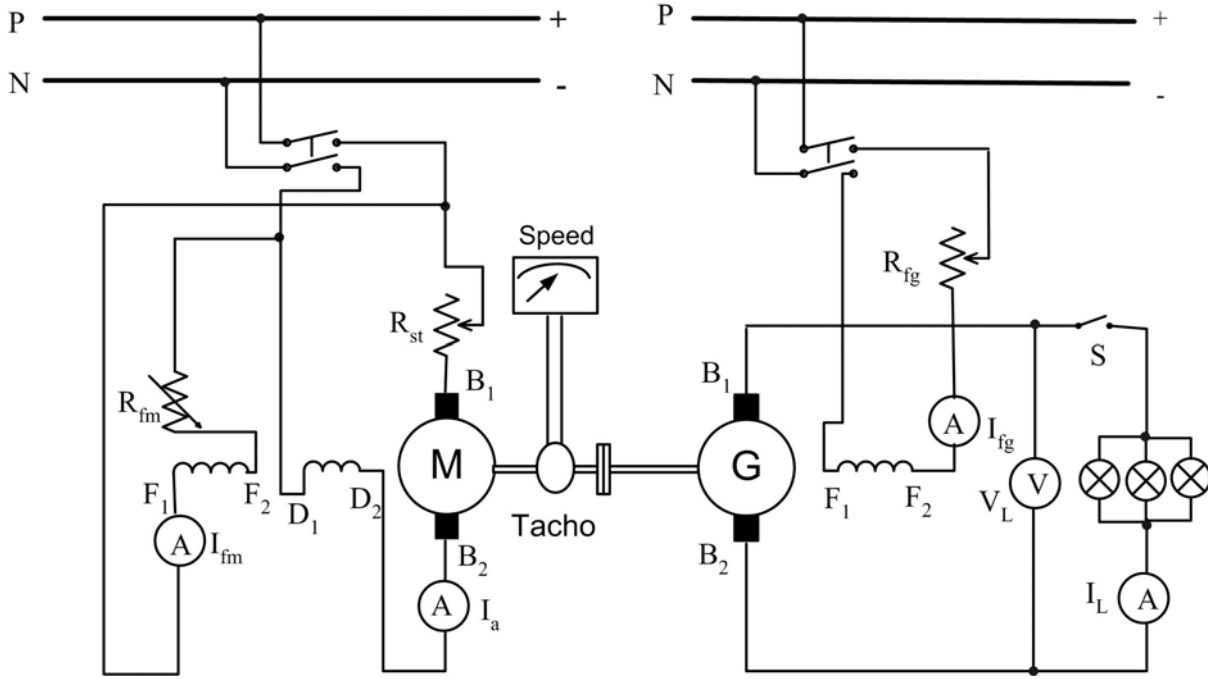 P
+
N
-
P
+
N
-
Speed
R_fg
R_st
S
B_1
B_1
R_fm
A
I_fg
M
G
F_1
F_2
D_1
D_2
F_1
F_2
V
V_L
Tacho
A
I_fm
B_2
B_2
A
I_a
I_L
A